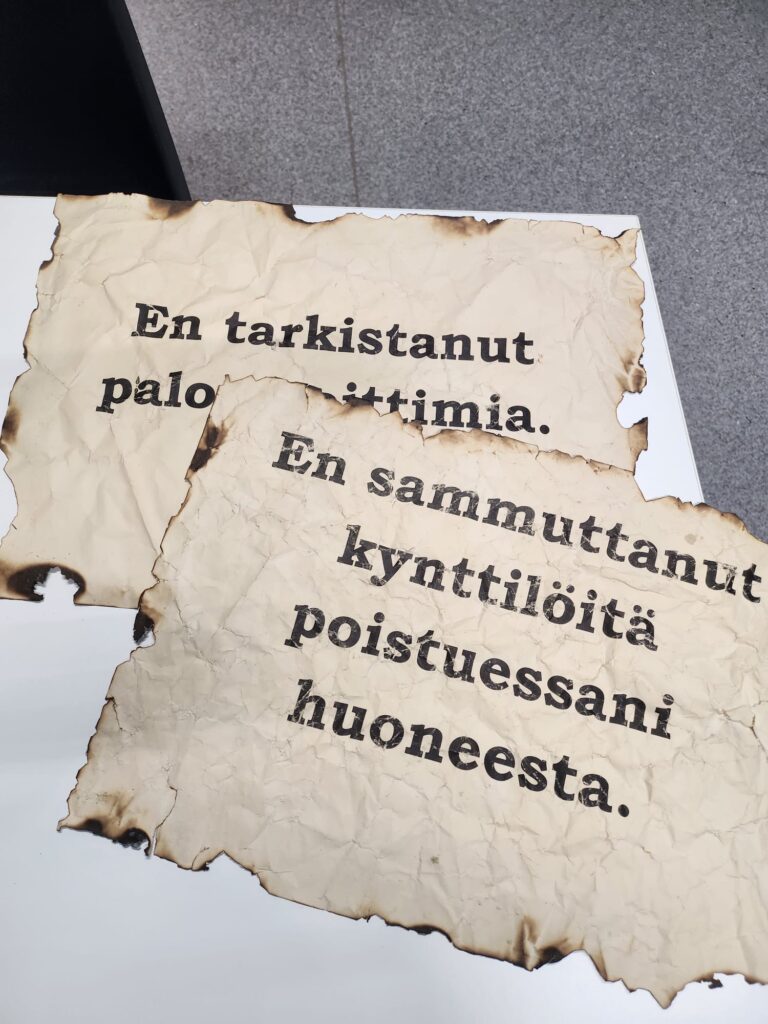 En tarkistanut
En sammuttanut
kynttilöitä
poistuessani
huoneesta.